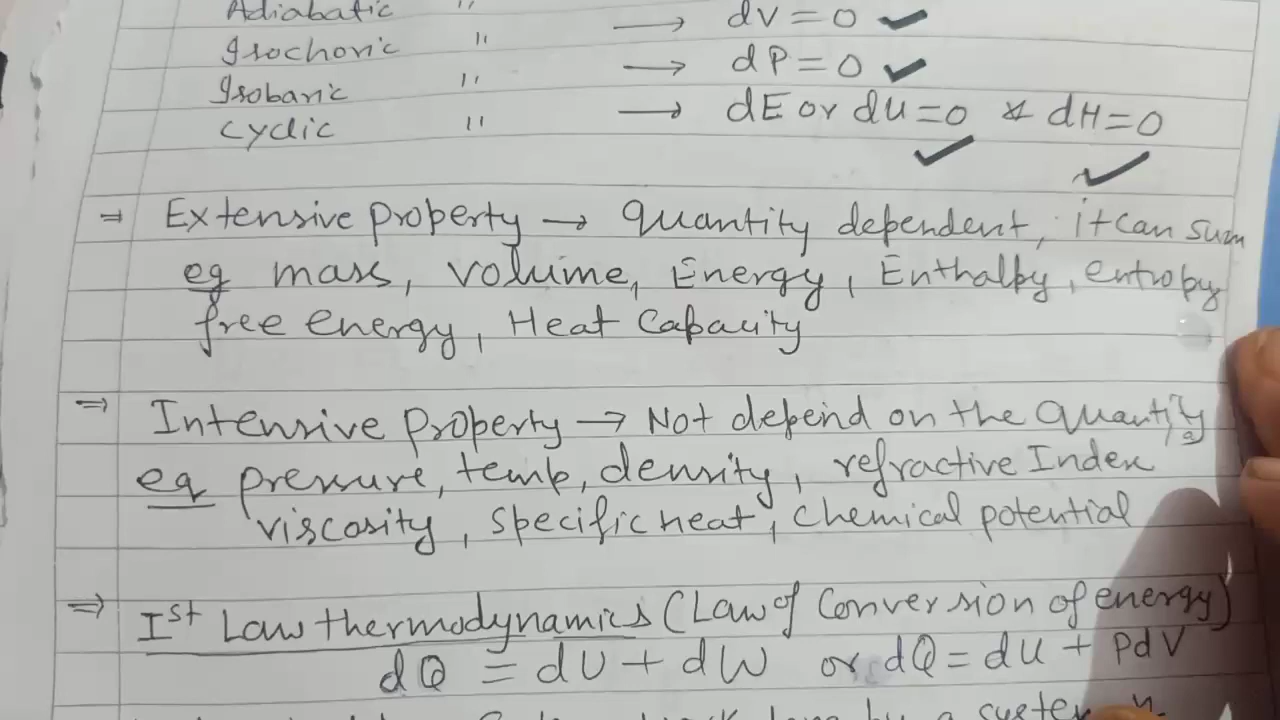 Adiabatic " → dV = 0 ✓
Isochoric " → dP = 0 ✓
Isobaric " → dE or dU = 0 & dH = 0
Cyclic "
⇒ Extensive property → quantity dependent, it can sum
eg mass, volume, Energy, Enthalpy, entropy
free energy, Heat Capacity
⇒ Intensive property → Not depend on the quantity
eg pressure, temp, density, refractive Index
viscosity, specific heat, chemical potential
⇒ Ist Law thermodynamics (Law of Conversion of energy)
dQ = dU + dW or dQ = du + PdV
by a system